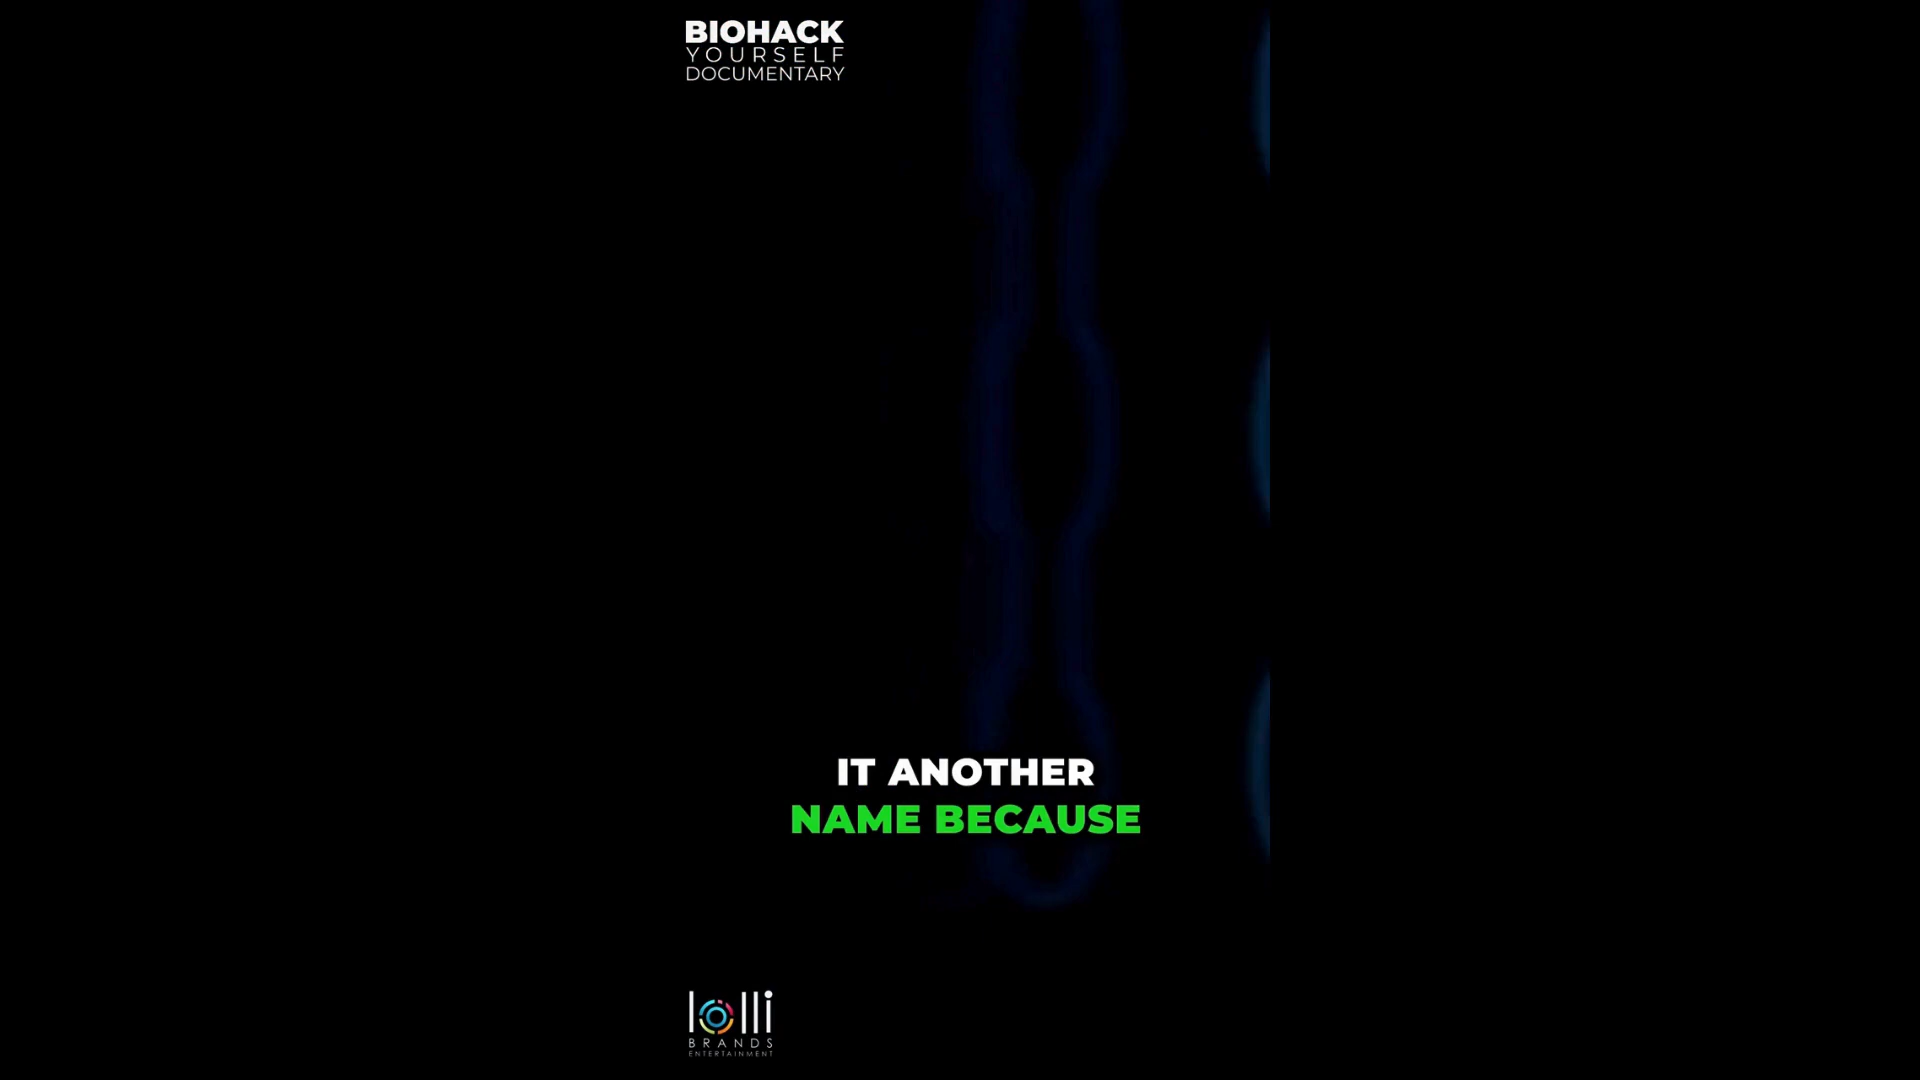 BIOHACK
YOURSELF
DOCUMENTARY
IT ANOTHER
NAME BECAUSE
lolli
BRANDS
ENTERTAINMENT